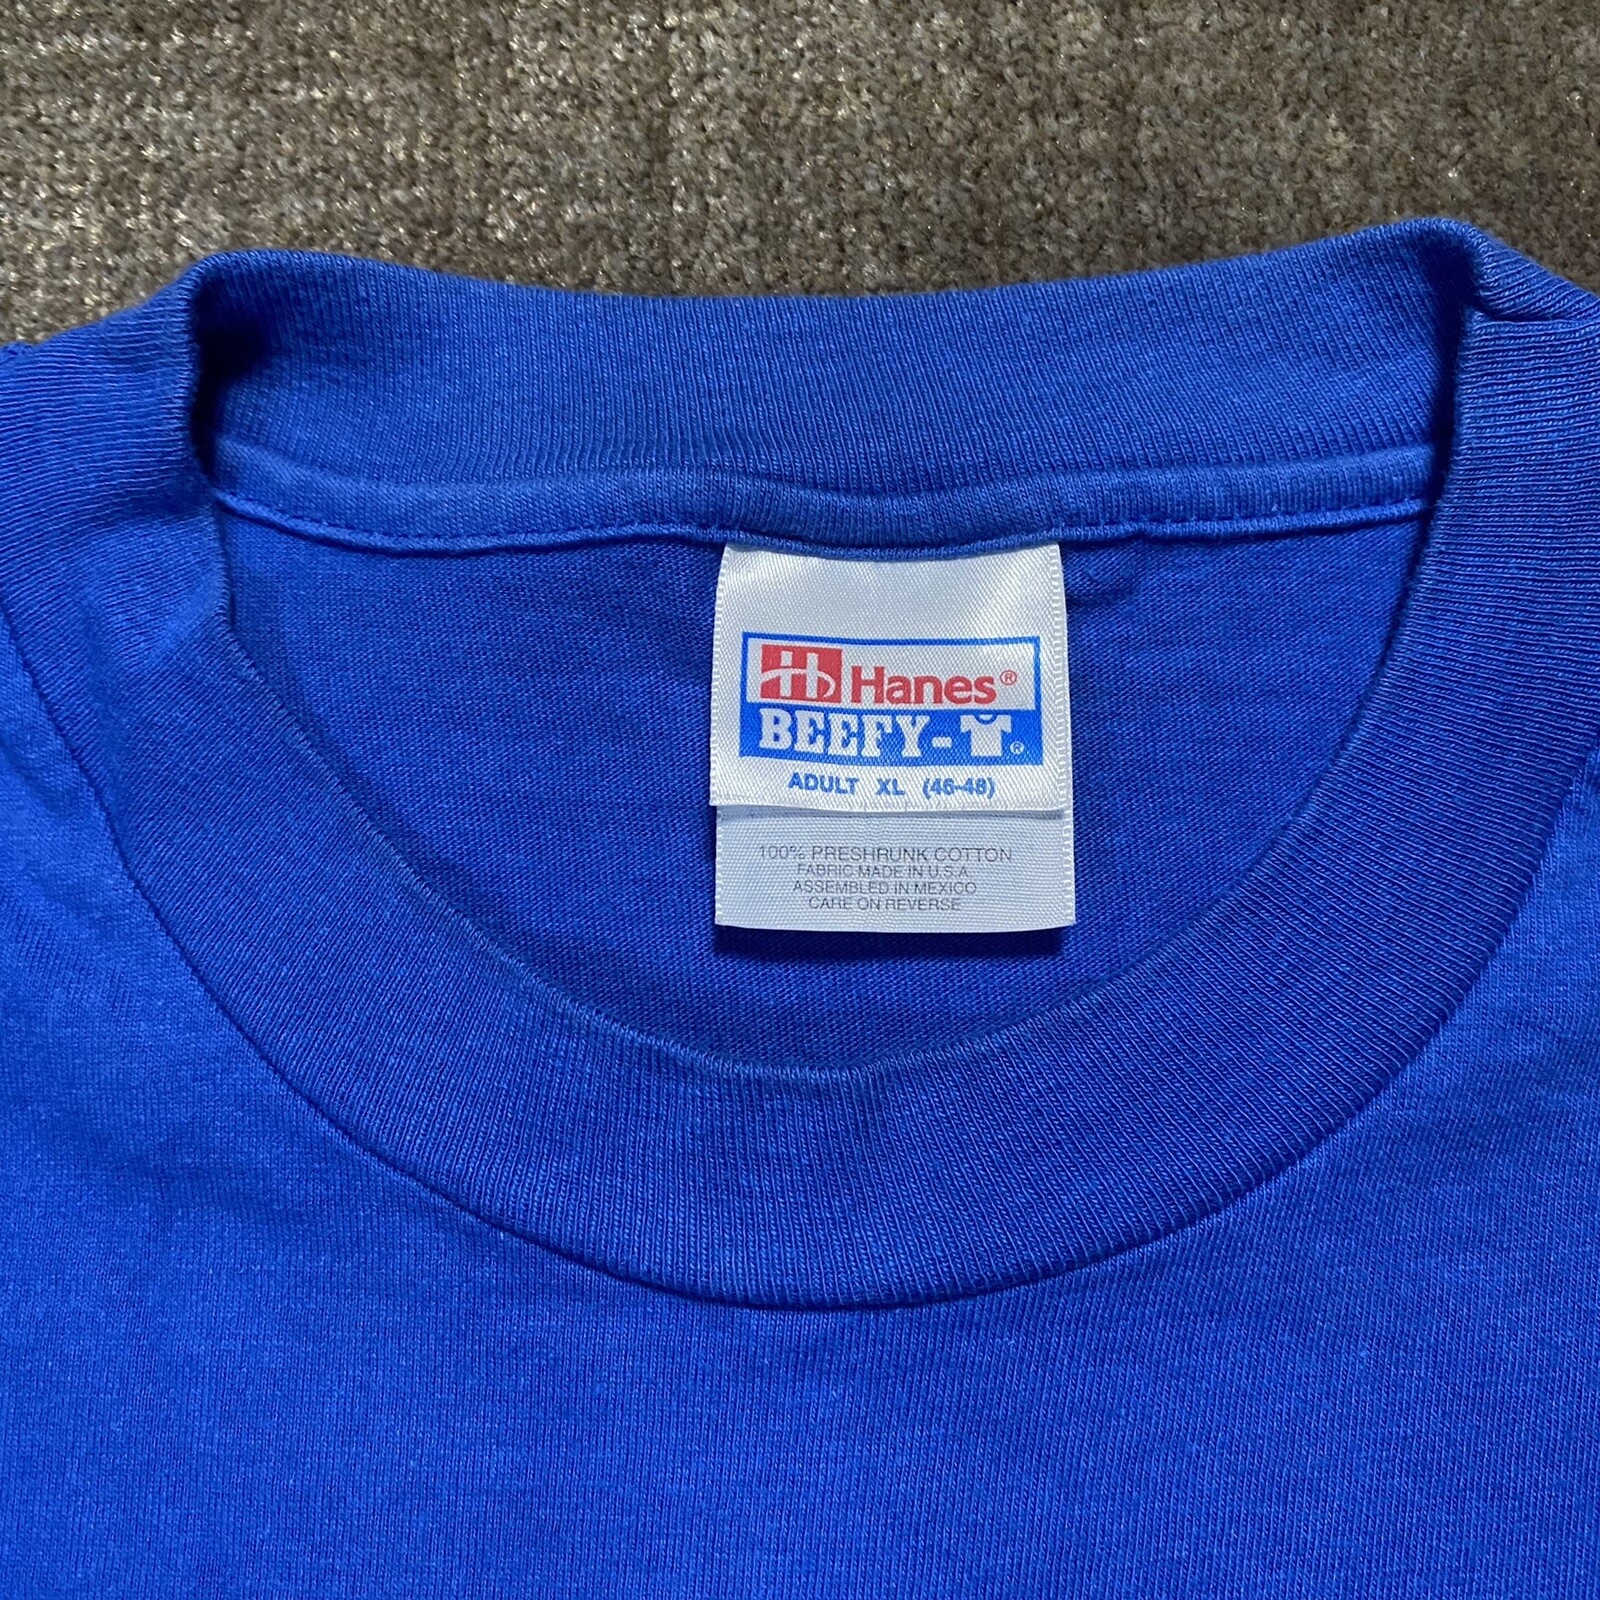 Hanes®
BEEFY-T®
ADULT XL (46-48)
100% PRESHRUNK COTTON
FABRIC MADE IN U.S.A
ASSEMBLED IN MEXICO
CARE ON REVERSE